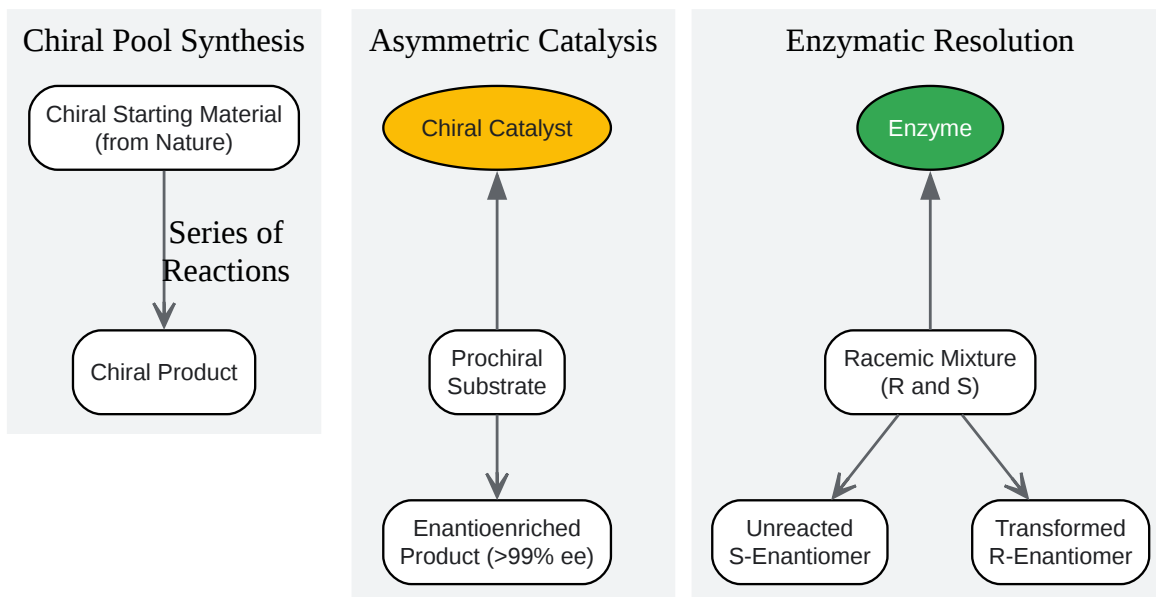 Chiral Pool Synthesis
Chiral Starting Material
(from Nature)
Series of
Reactions
Chiral Product
Asymmetric Catalysis
Chiral Catalyst
Prochiral
Substrate
Enantioenriched
Product (>99% ee)
Enzymatic Resolution
Enzyme
Racemic Mixture
(R and S)
Unreacted
S-Enantiomer
Transformed
R-Enantiomer